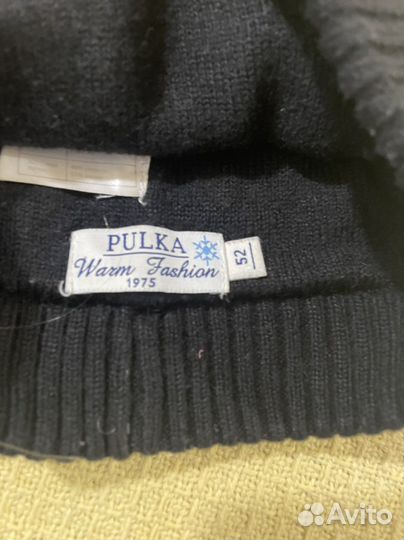 PULKA
Warm Fashion
1975
52
Avito